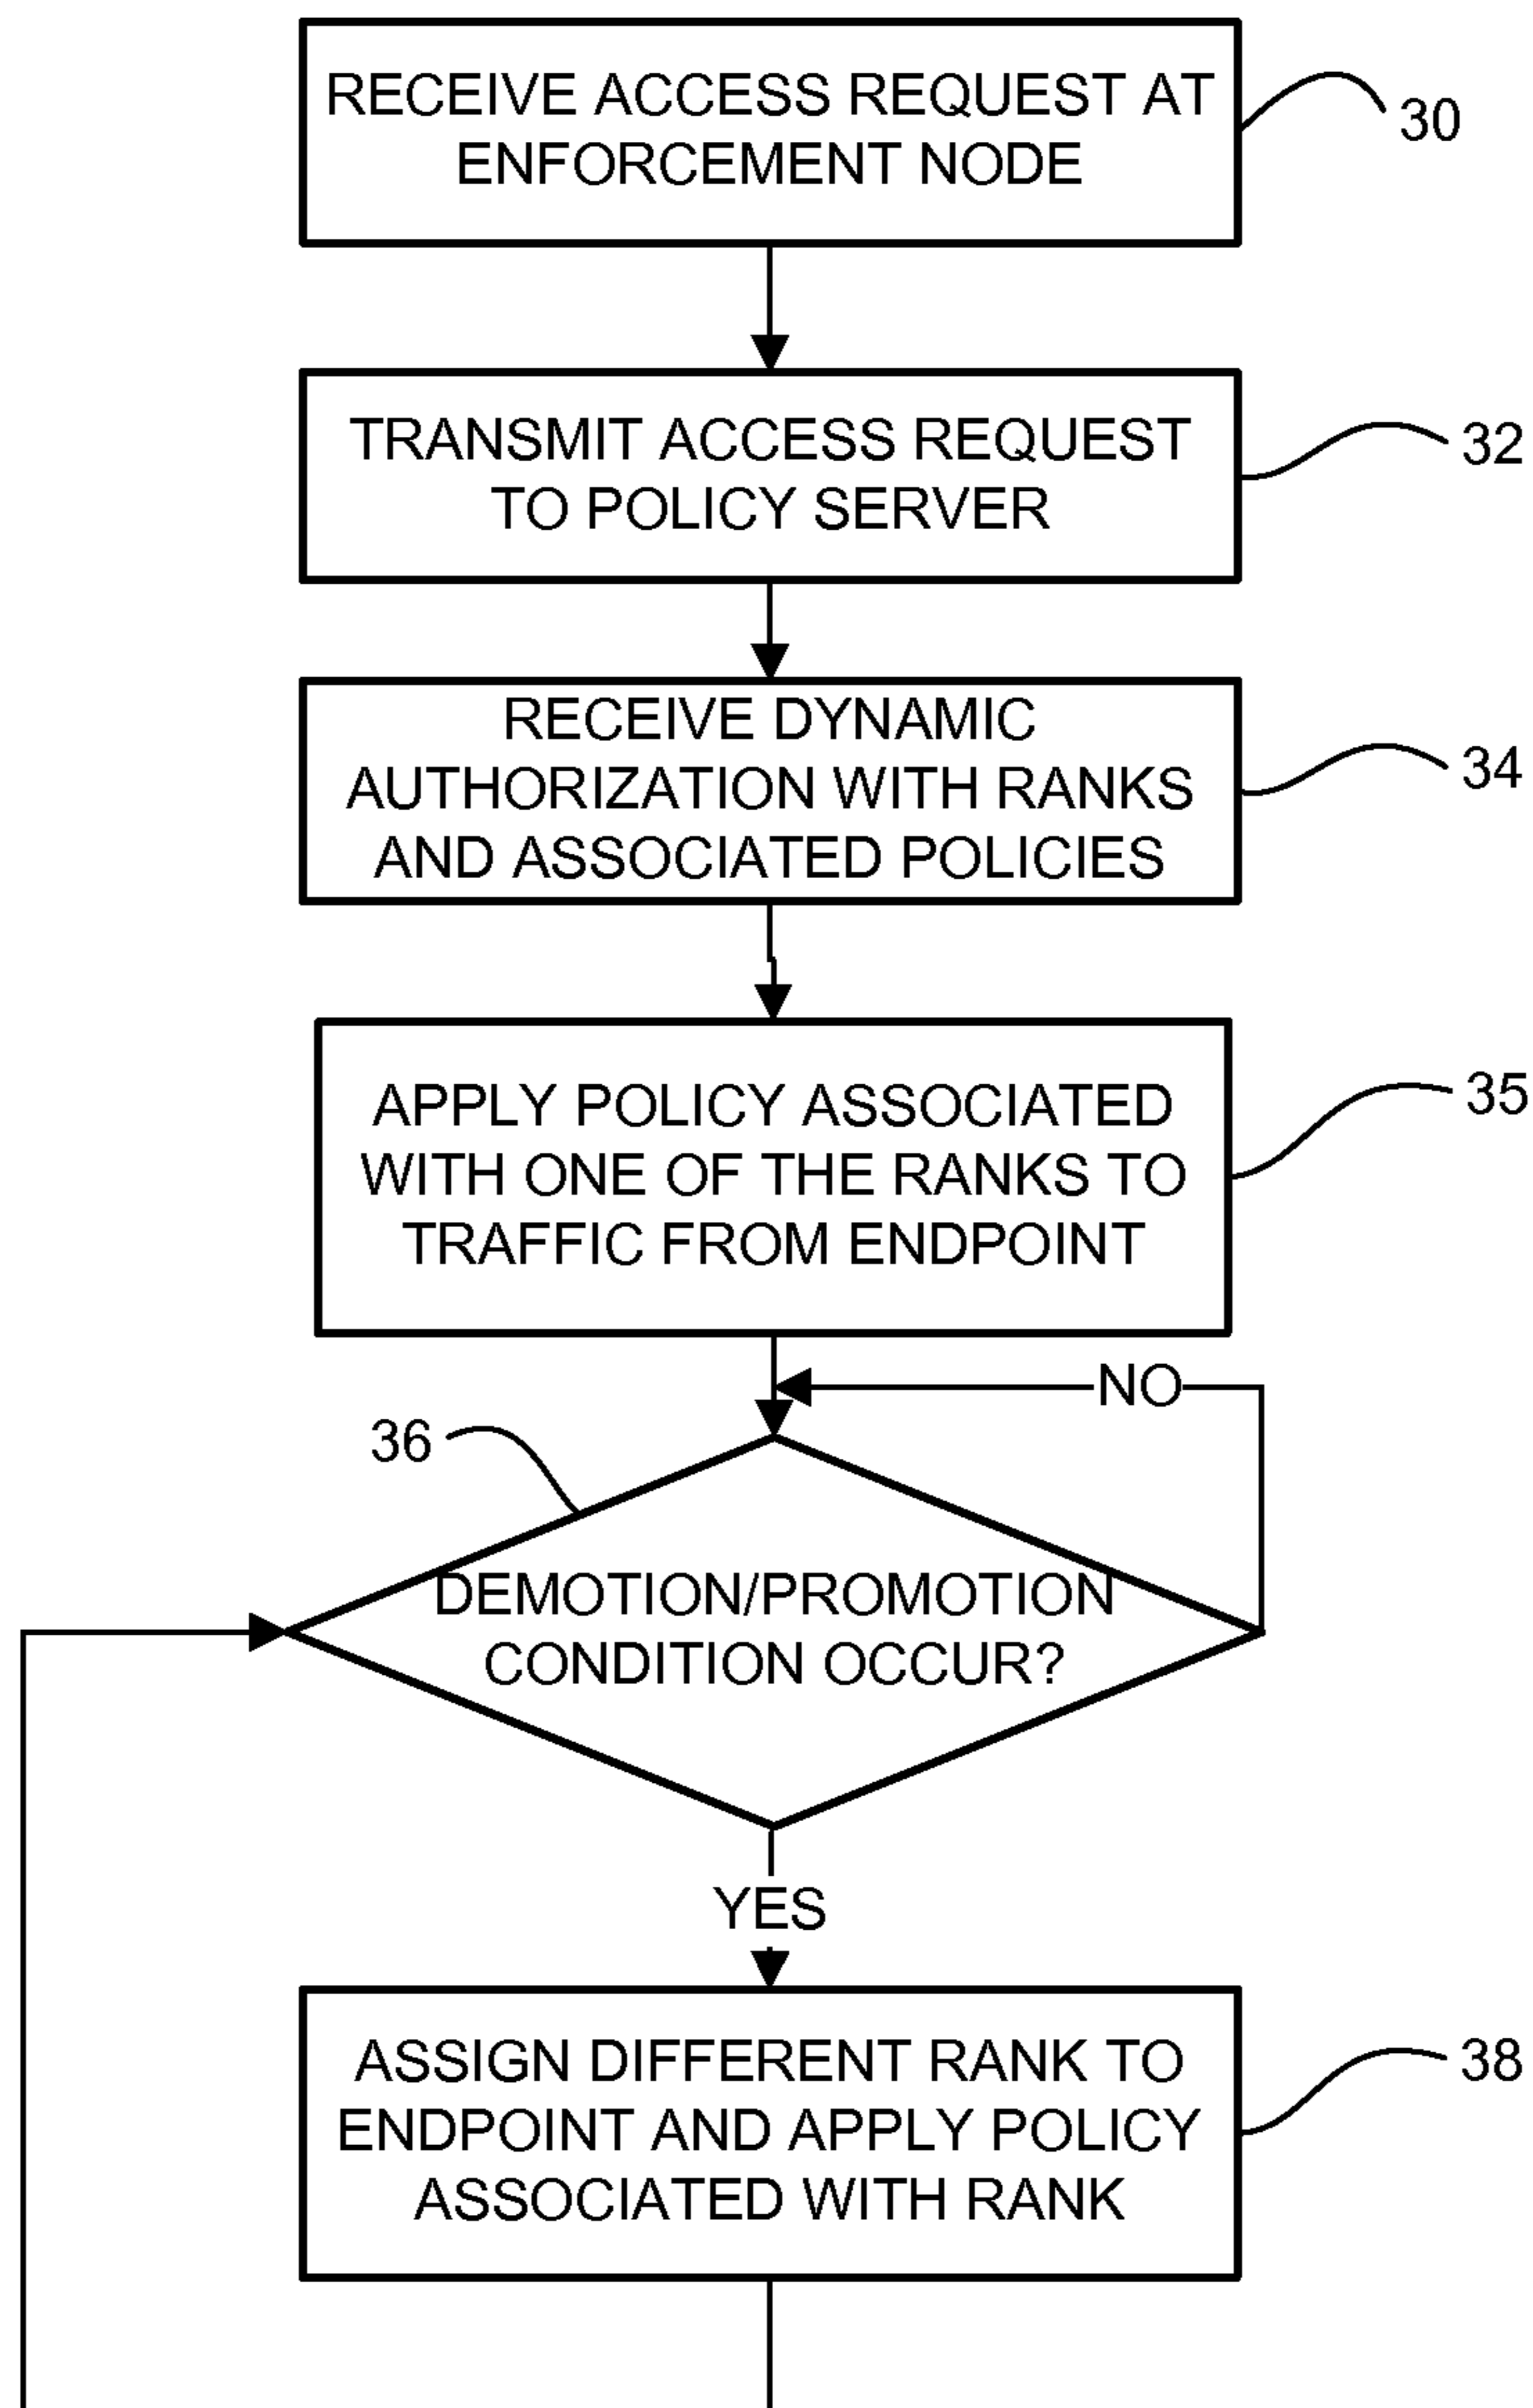 RECEIVE ACCESS REQUEST AT
ENFORCEMENT NODE
30
TRANSMIT ACCESS REQUEST
TO POLICY SERVER
32
RECEIVE DYNAMIC
AUTHORIZATION WITH RANKS
AND ASSOCIATED POLICIES
34
APPLY POLICY ASSOCIATED
WITH ONE OF THE RANKS TO
TRAFFIC FROM ENDPOINT
35
NO
36
DEMOTION/PROMOTION
CONDITION OCCUR?
YES
ASSIGN DIFFERENT RANK TO
ENDPOINT AND APPLY POLICY
ASSOCIATED WITH RANK
38